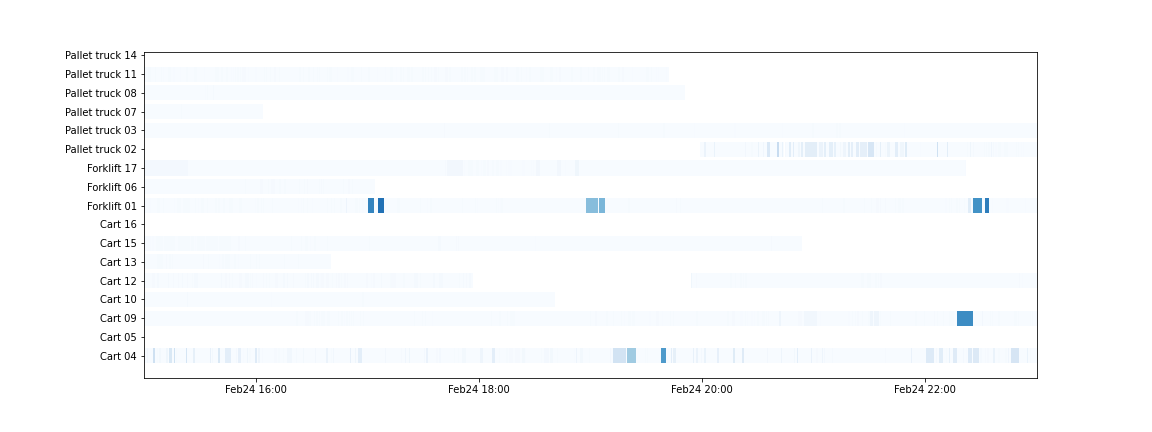 Pallet truck 14
Pallet truck 11
Pallet truck 08
Pallet truck 07
Pallet truck 03
Pallet truck 02
Forklift 17
Forklift 06
Forklift 01
Cart 16
Cart 15
Cart 13
Cart 12
Cart 10
Cart 09
Cart 05
Cart 04
Feb24 16:00 Feb24 18:00 Feb24 20:00 Feb24 22:00